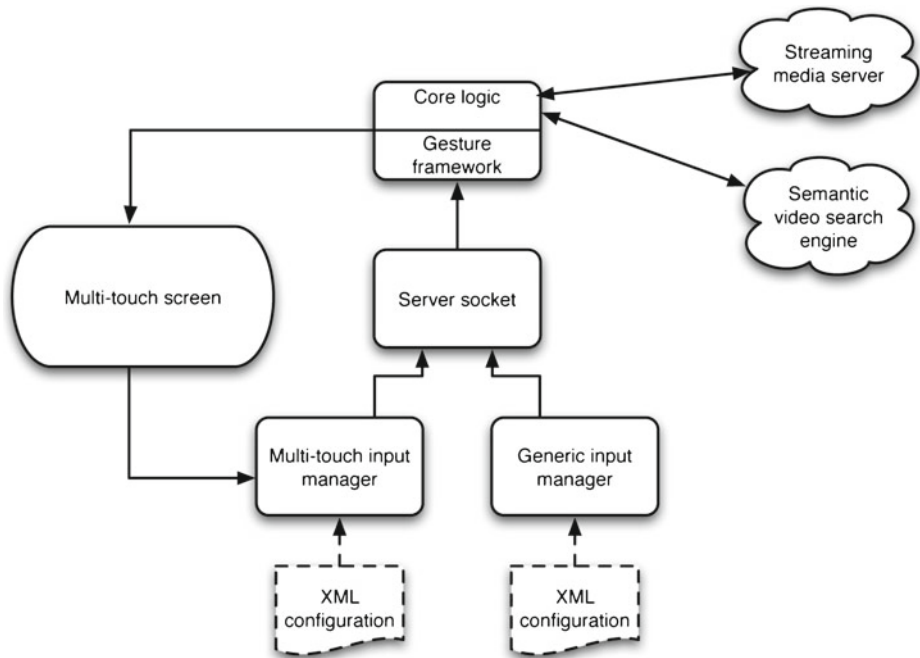 Streaming
media server
Core logic
Gesture
framework
Semantic
video search
engine
Multi-touch screen
Server socket
Multi-touch input
manager
Generic input
manager
XML
configuration
XML
configuration